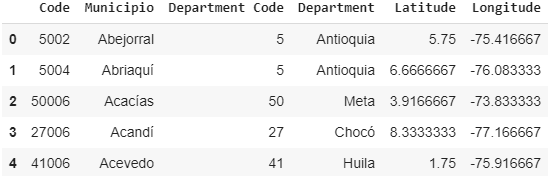 Code Municipio Department Code Department Latitude Longitude
0 5002 Abejorral 5 Antioquia 5.75 -75.416667
1 5004 Abriaquí 5 Antioquia 6.6666667 -76.083333
2 50006 Acacías 50 Meta 3.9166667 -73.833333
3 27006 Acandí 27 Chocó 8.3333333 -77.166667
4 41006 Acevedo 41 Huila 1.75 -75.916667